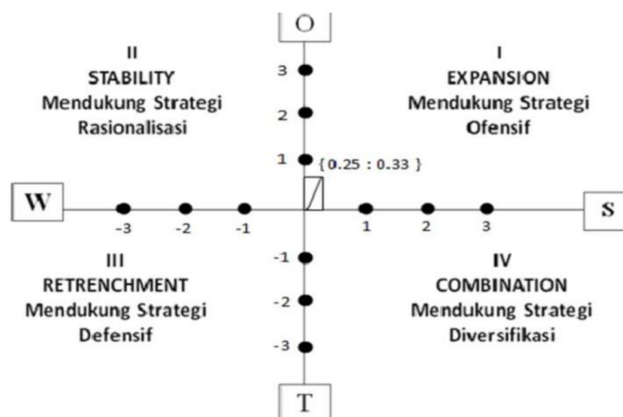 O
II
STABILITY
Mendukung Strategi
Rasionalisasi
I
EXPANSION
Mendukung Strategi
Ofensif
3
2
1
{ 0.25 : 0.33 }
W
-3
-2
-1
1
2
3
S
III
RETRENCHMENT
Mendukung Strategi
Defensif
-1
-2
-3
IV
COMBINATION
Mendukung Strategi
Diversifikasi
T